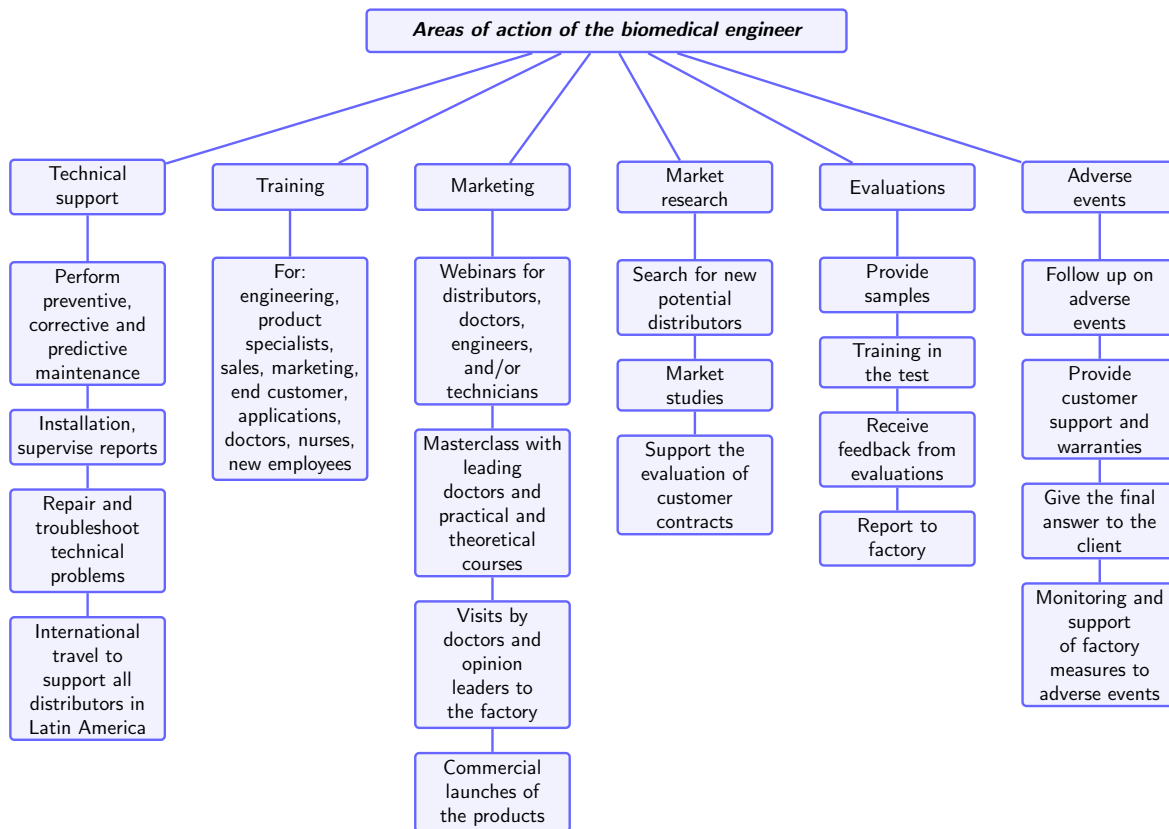 Areas of action of the biomedical engineer
Technical
support
Perform
preventive,
corrective and
predictive
maintenance
Installation,
supervise reports
Repair and
troubleshoot
technical
problems
International
travel to
support all
distributors in
Latin America
Training
For:
engineering,
product
specialists,
sales, marketing,
end customer,
applications,
doctors, nurses,
new employees
Marketing
Webinars for
distributors,
doctors,
engineers,
and/or
technicians
Masterclass with
leading
doctors and
practical and
theoretical
courses
Visits by
doctors and
opinion
leaders to
the factory
Commercial
launches of
the products
Market
research
Search for new
potential
distributors
Market
studies
Support the
evaluation of
customer
contracts
Evaluations
Provide
samples
Training in
the test
Receive
feedback from
evaluations
Report to
factory
Adverse
events
Follow up on
adverse
events
Provide
customer
support and
warranties
Give the final
answer to the
client
Monitoring and
support
of factory
measures to
adverse events